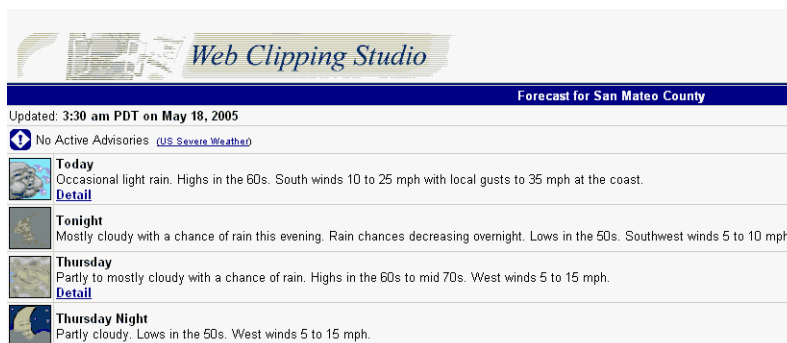 Web Clipping Studio
Forecast for San Mateo County
Updated: 3:30 am PDT on May 18, 2005
No Active Advisories (US Severe Weather)
Today
Occasional light rain. Highs in the 60s. South winds 10 to 25 mph with local gusts to 35 mph at the coast.
Detail
Tonight
Mostly cloudy with a chance of rain this evening. Rain chances decreasing overnight. Lows in the 50s. Southwest winds 5 to 10 mph
Thursday
Partly to mostly cloudy with a chance of rain. Highs in the 60s to mid 70s. West winds 5 to 15 mph.
Detail
Thursday Night
Partly cloudy. Lows in the 50s. West winds 5 to 15 mph.